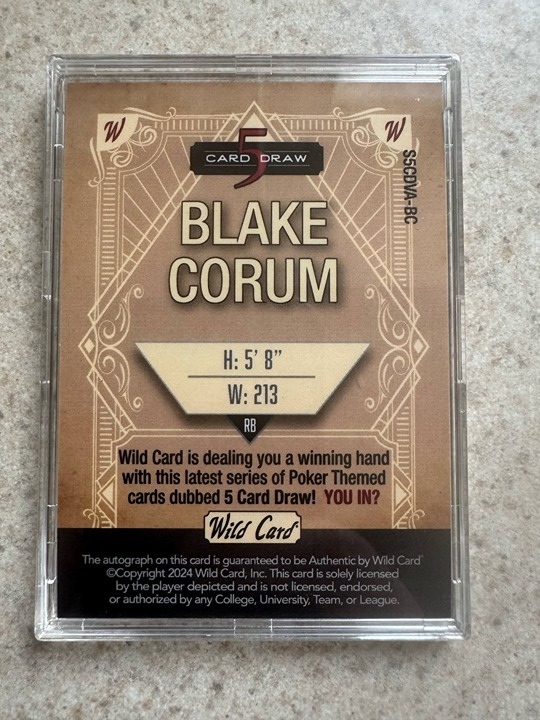 W
W
5
CARD DRAW
S5CDVA-BC
BLAKE
CORUM
H: 5' 8"
W: 213
RB
Wild Card is dealing you a winning hand
with this latest series of Poker Themed
cards dubbed 5 Card Draw! YOU IN?
Wild Card®
The autograph on this card is guaranteed to be Authentic by Wild Card®
©Copyright 2024 Wild Card, Inc. This card is solely licensed
by the player depicted and is not licensed, endorsed,
or authorized by any College, University, Team, or League.